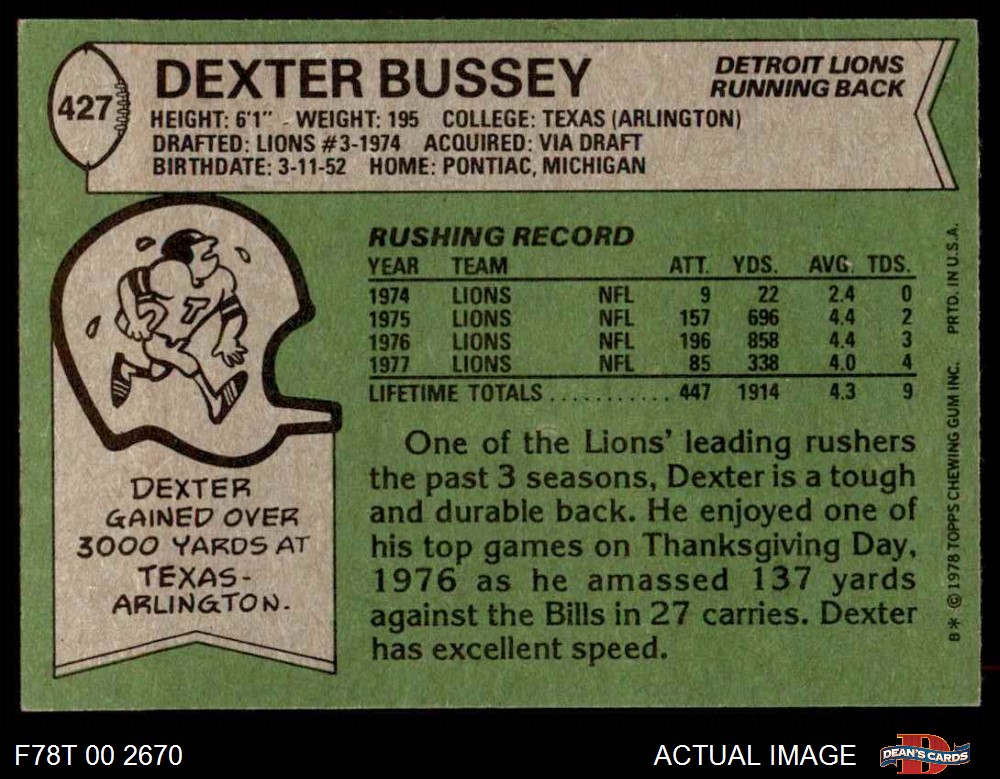 427
DEXTER BUSSEY
DETROIT LIONS
RUNNING BACK
HEIGHT: 6'1" - WEIGHT: 195 COLLEGE: TEXAS (ARLINGTON)
DRAFTED: LIONS #3-1974 ACQUIRED: VIA DRAFT
BIRTHDATE: 3-11-52 HOME: PONTIAC, MICHIGAN
T
DEXTER
GAINED OVER
3000 YARDS AT
TEXAS-
ARLINGTON.
RUSHING RECORD
YEAR TEAM ATT. YDS. AVG. TDS.
1974 LIONS NFL 9 22 2.4 0
1975 LIONS NFL 157 696 4.4 2
1976 LIONS NFL 196 858 4.4 3
1977 LIONS NFL 85 338 4.0 4
LIFETIME TOTALS........... 447 1914 4.3 9
One of the Lions' leading rushers
the past 3 seasons, Dexter is a tough
and durable back. He enjoyed one of
his top games on Thanksgiving Day,
1976 as he amassed 137 yards
against the Bills in 27 carries. Dexter
has excellent speed.
B* © 1978 TOPPS CHEWING GUM INC. PRTD. IN U.S.A.
F78T 00 2670
ACTUAL IMAGE
D
DEAN'S CARDS